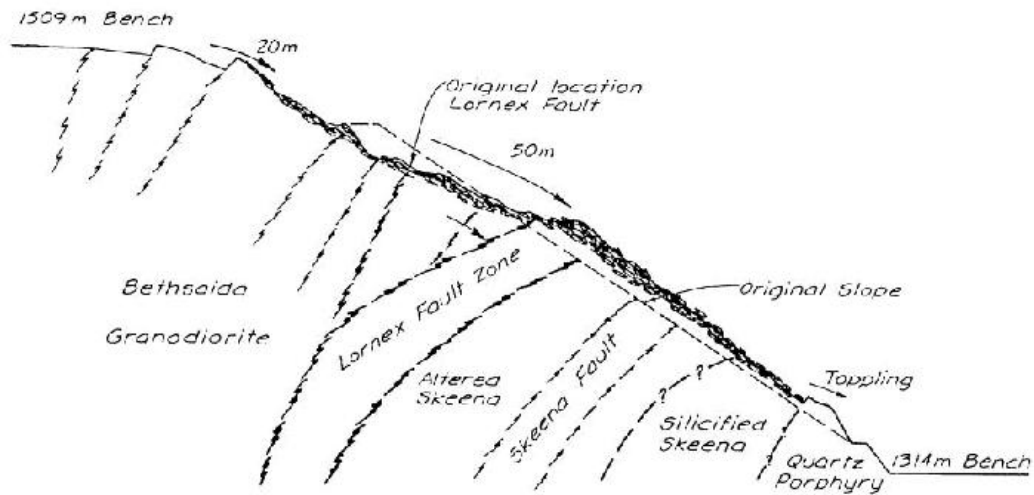 1509m Bench
20m
Original location
Lornex Fault
50m
Bethsaida
Granodiorite
Lornex Fault Zone
Original Slope
Altered
Skeena
Skeena Fault
Toppling
? ?
?
?
Silicified
Skeena
Quartz
Porphyry
1314m Bench